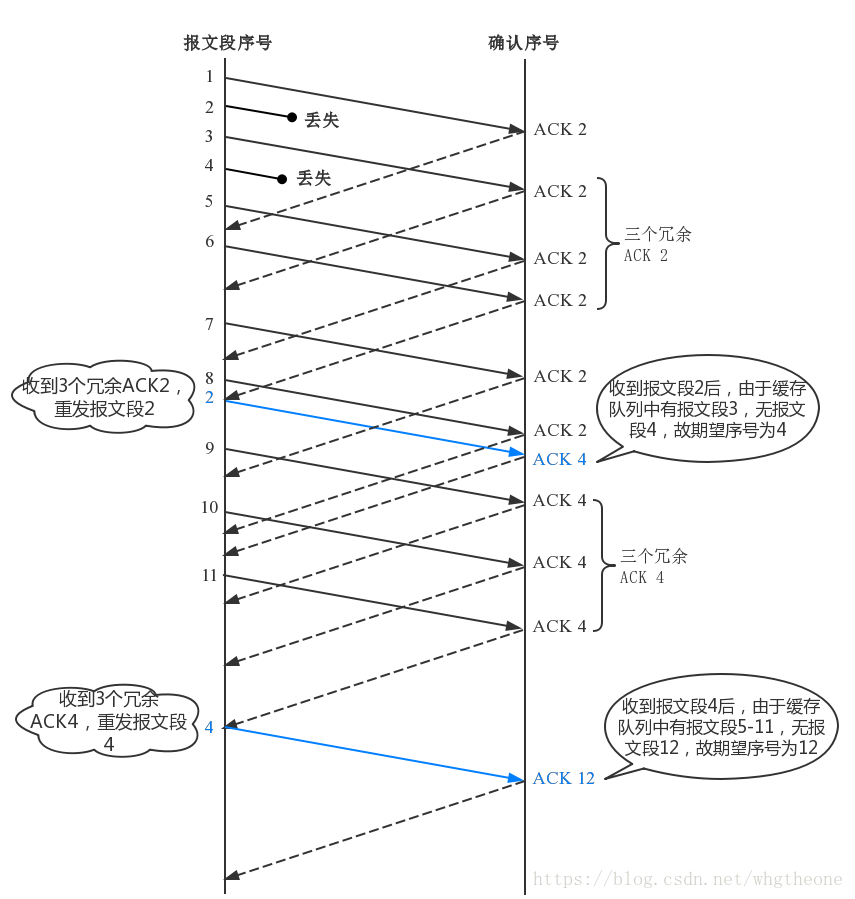 报文段序号
确认序号
1
2
丢失
ACK 2
3
4
丢失
ACK 2
5
三个冗余
ACK 2
6
ACK 2
ACK 2
7
收到3个冗余ACK2，
重发报文段2
8
2
ACK 2
收到报文段2后，由于缓存
队列中有报文段3，无报文
段4，故期望序号为4
ACK 2
9
ACK 4
10
ACK 4
三个冗余
ACK 4
ACK 4
11
ACK 4
收到3个冗余
ACK4，重发报文段
4
4
收到报文段4后，由于缓存
队列中有报文段5-11，无报
文段12，故期望序号为12
ACK 12
https://blog.csdn.net/whgtheone